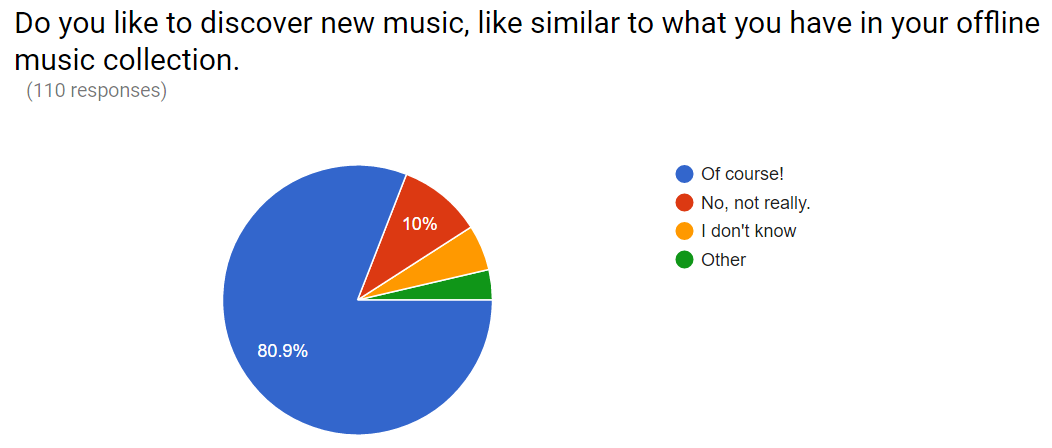 Do you like to discover new music, like similar to what you have in your offline
music collection.
(110 responses)
Of course!
No, not really.
I don't know
Other
10%
80.9%